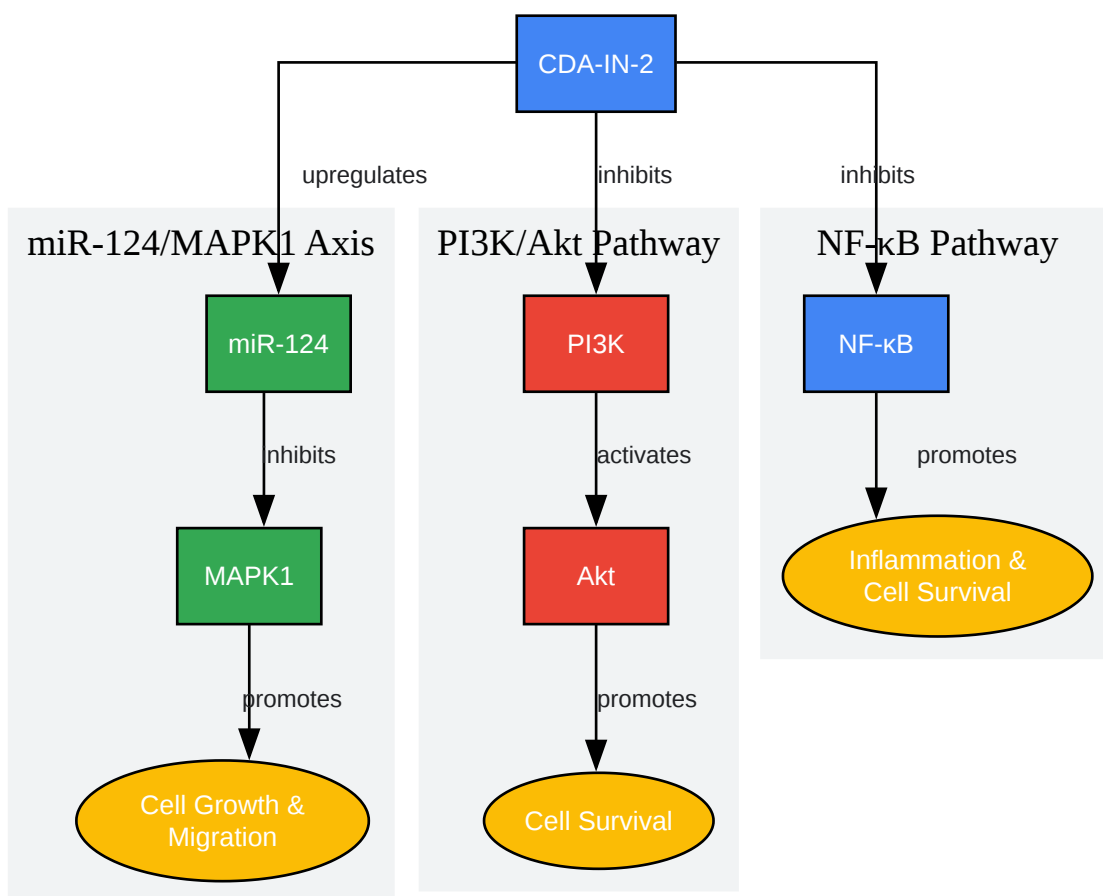 CDA-IN-2
upregulates
inhibits
inhibits
miR-124/MAPK1 Axis
PI3K/Akt Pathway
NF-κB Pathway
miR-124
PI3K
NF-κB
inhibits
activates
promotes
MAPK1
Akt
Inflammation &
Cell Survival
promotes
promotes
Cell Growth &
Migration
Cell Survival